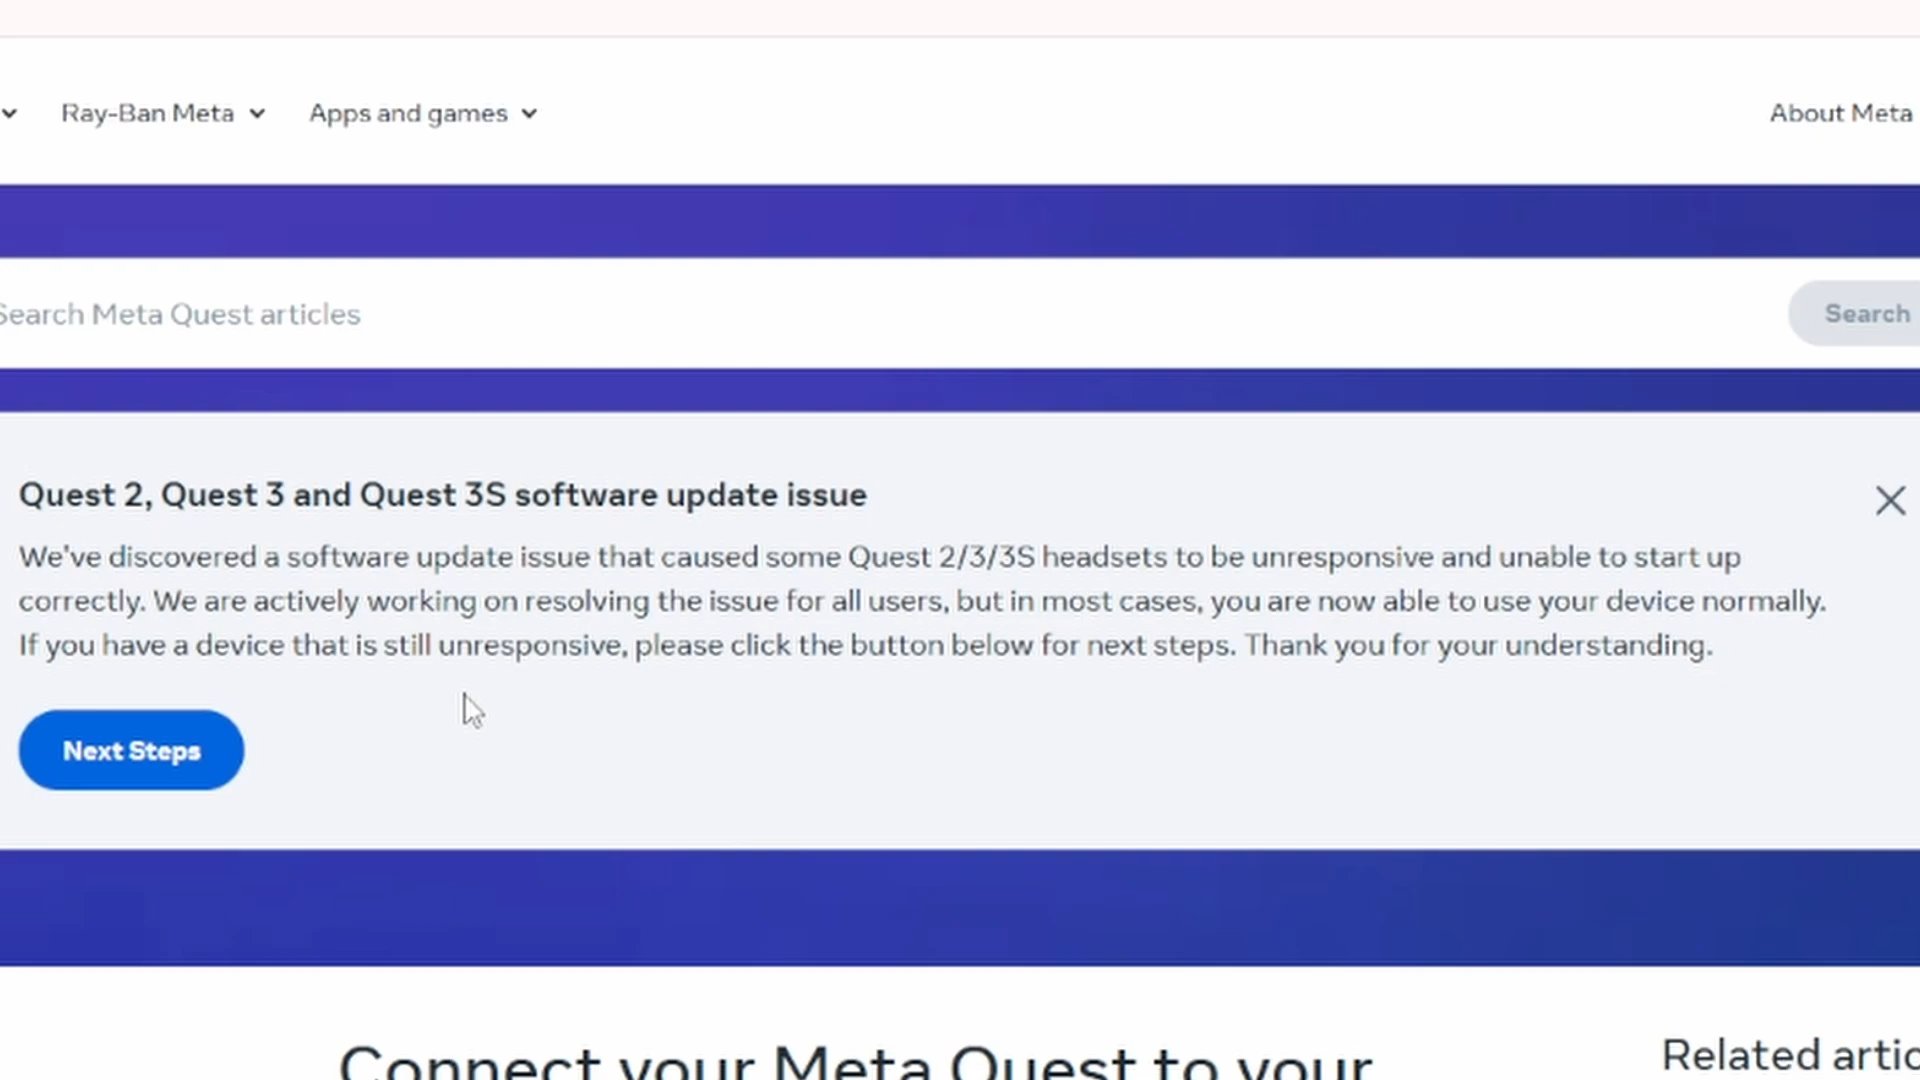 Ray-Ban Meta
Apps and games
About Meta
Search Meta Quest articles
Search
Quest 2, Quest 3 and Quest 3S software update issue
We've discovered a software update issue that caused some Quest 2/3/3S headsets to be unresponsive and unable to start up
correctly. We are actively working on resolving the issue for all users, but in most cases, you are now able to use your device normally.
If you have a device that is still unresponsive, please click the button below for next steps. Thank you for your understanding.
Next Steps
Connect your Meta Quest to your
Related artic